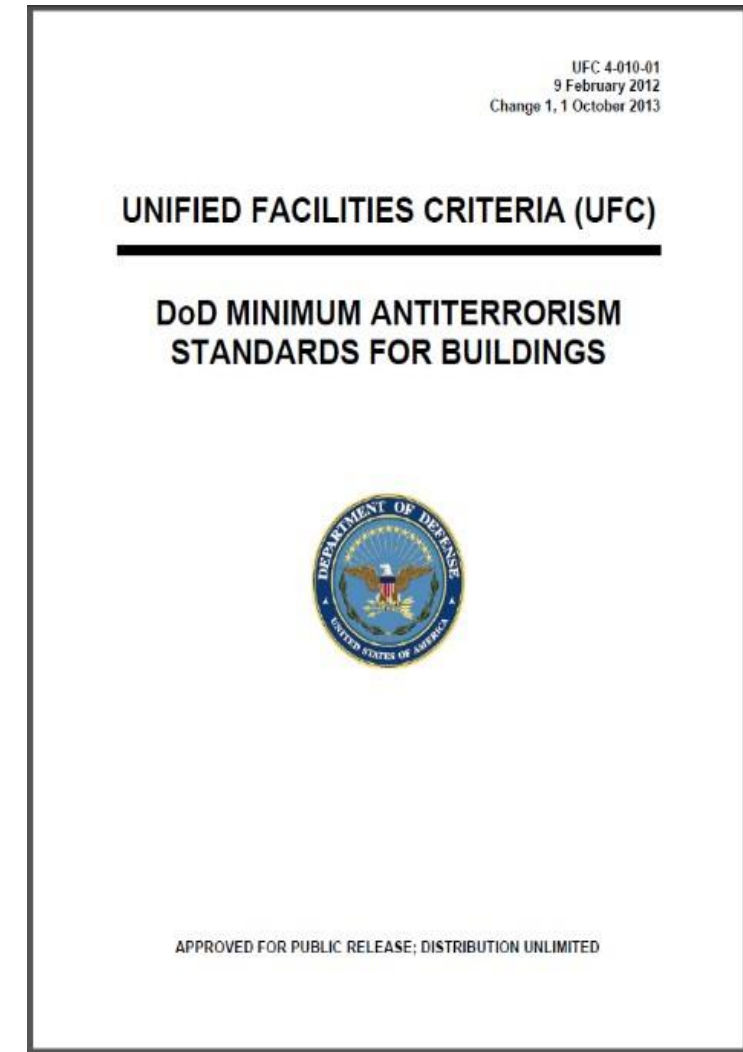 UFC 4-010-01
9 February 2012
Change 1, 1 October 2013
UNIFIED FACILITIES CRITERIA (UFC)
DoD MINIMUM ANTITERRORISM
STANDARDS FOR BUILDINGS
DEPARTMENT OF DEFENSE
UNITED STATES OF AMERICA
APPROVED FOR PUBLIC RELEASE; DISTRIBUTION UNLIMITED